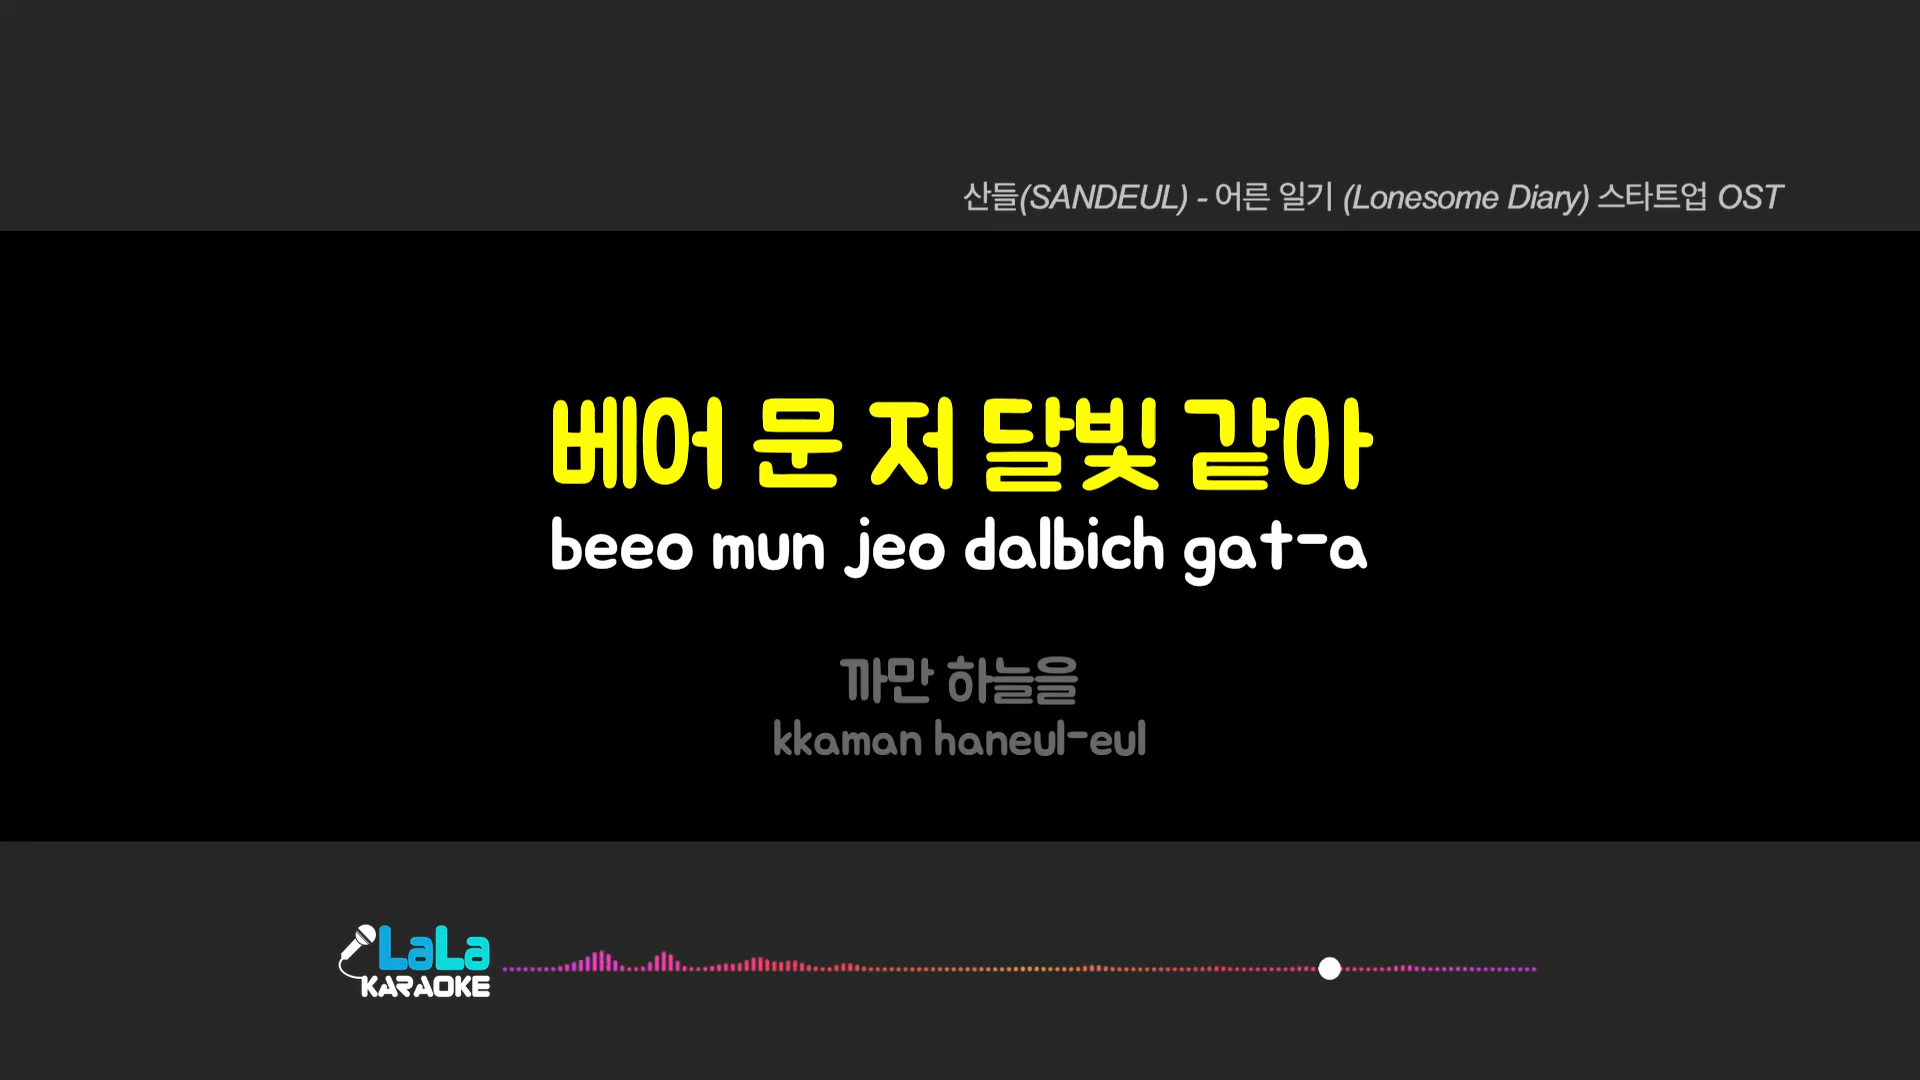 산들(SANDEUL) - 어른 일기 (Lonesome Diary) 스타트업 OST
베어 문 저 달빛 같아
beeo mun jeo dalbich gat-a
까만 하늘을
kkaman haneul-eul
LaLa
KARAOKE